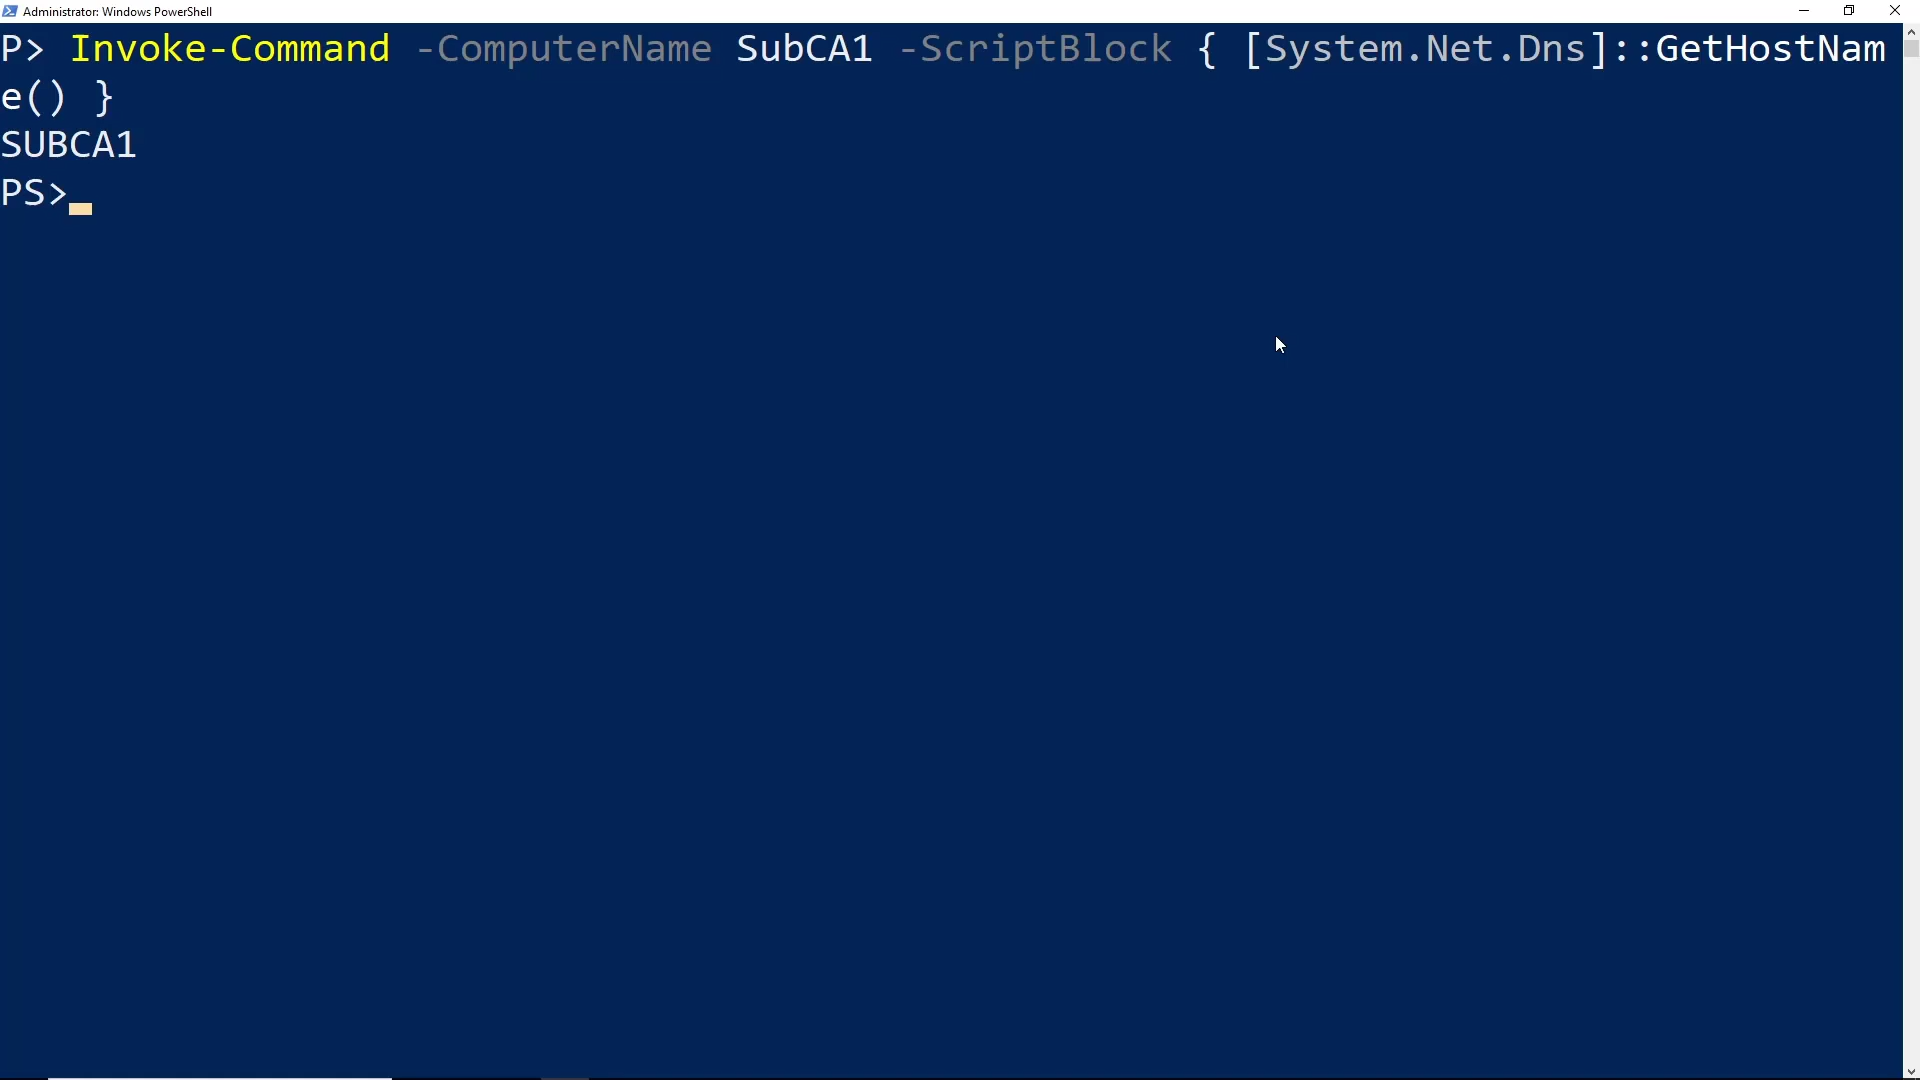 Administrator: Windows PowerShell
P> Invoke-Command -ComputerName SubCA1 -ScriptBlock { [System.Net.Dns]::GetHostNam
e() }
SUBCA1
PS>